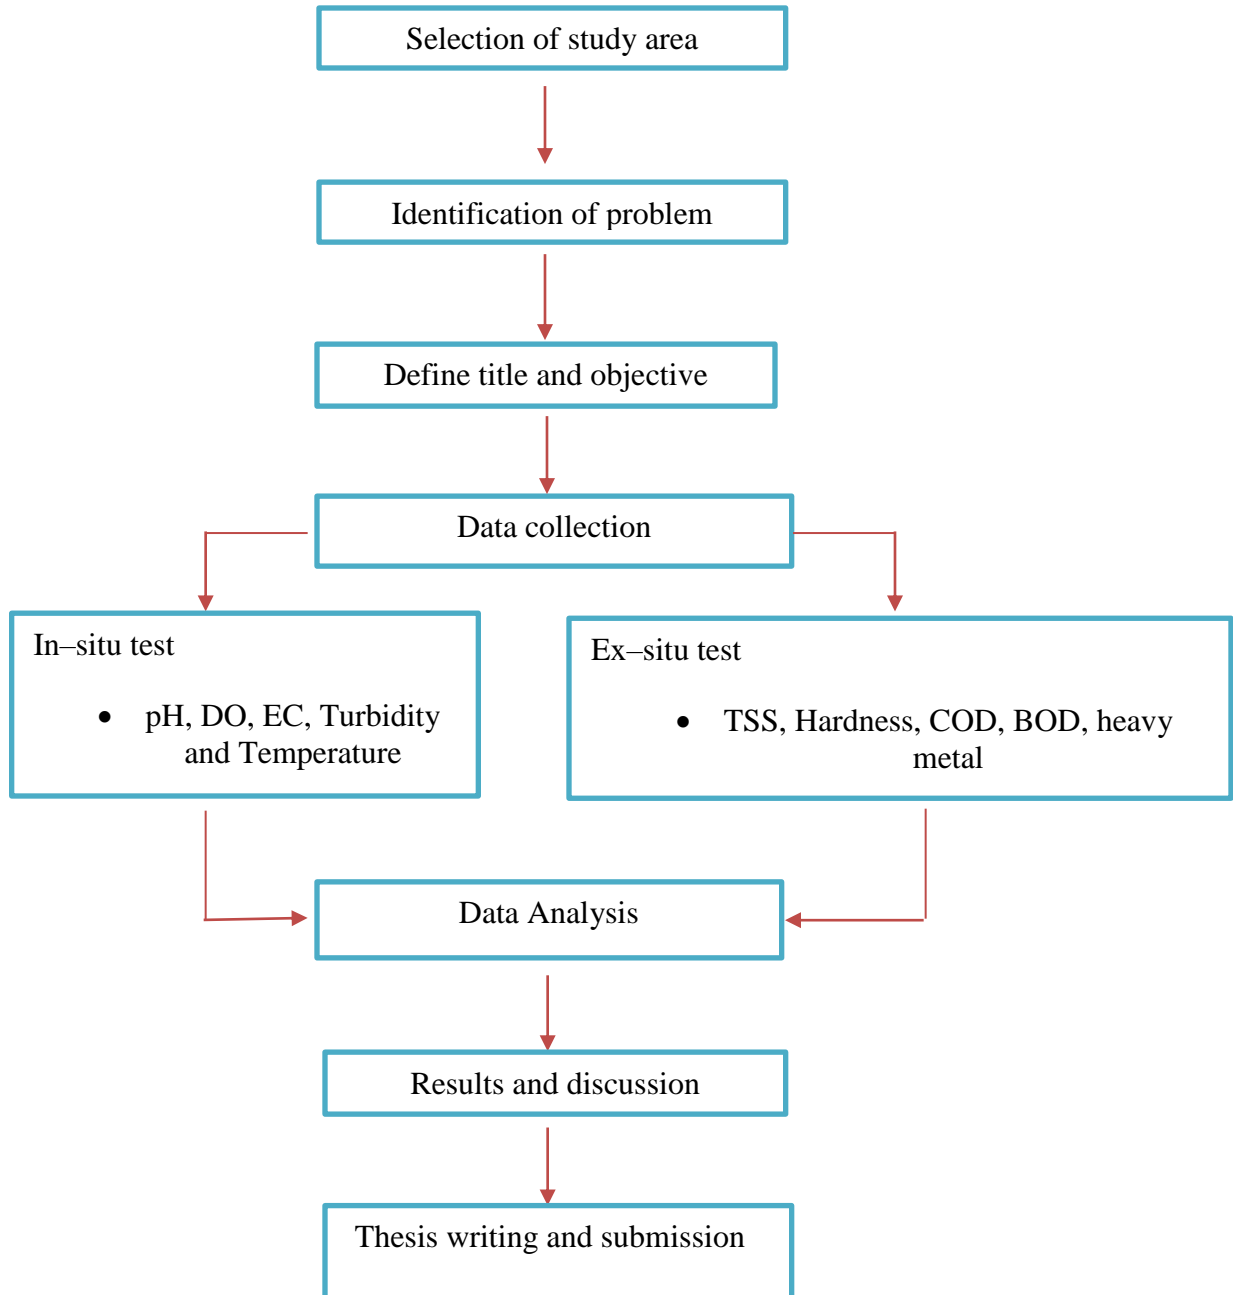 Selection of study area
Identification of problem
Define title and objective
Data collection
In–situ test
• pH, DO, EC, Turbidity
and Temperature
Ex–situ test
• TSS, Hardness, COD, BOD, heavy
metal
Data Analysis
Results and discussion
Thesis writing and submission